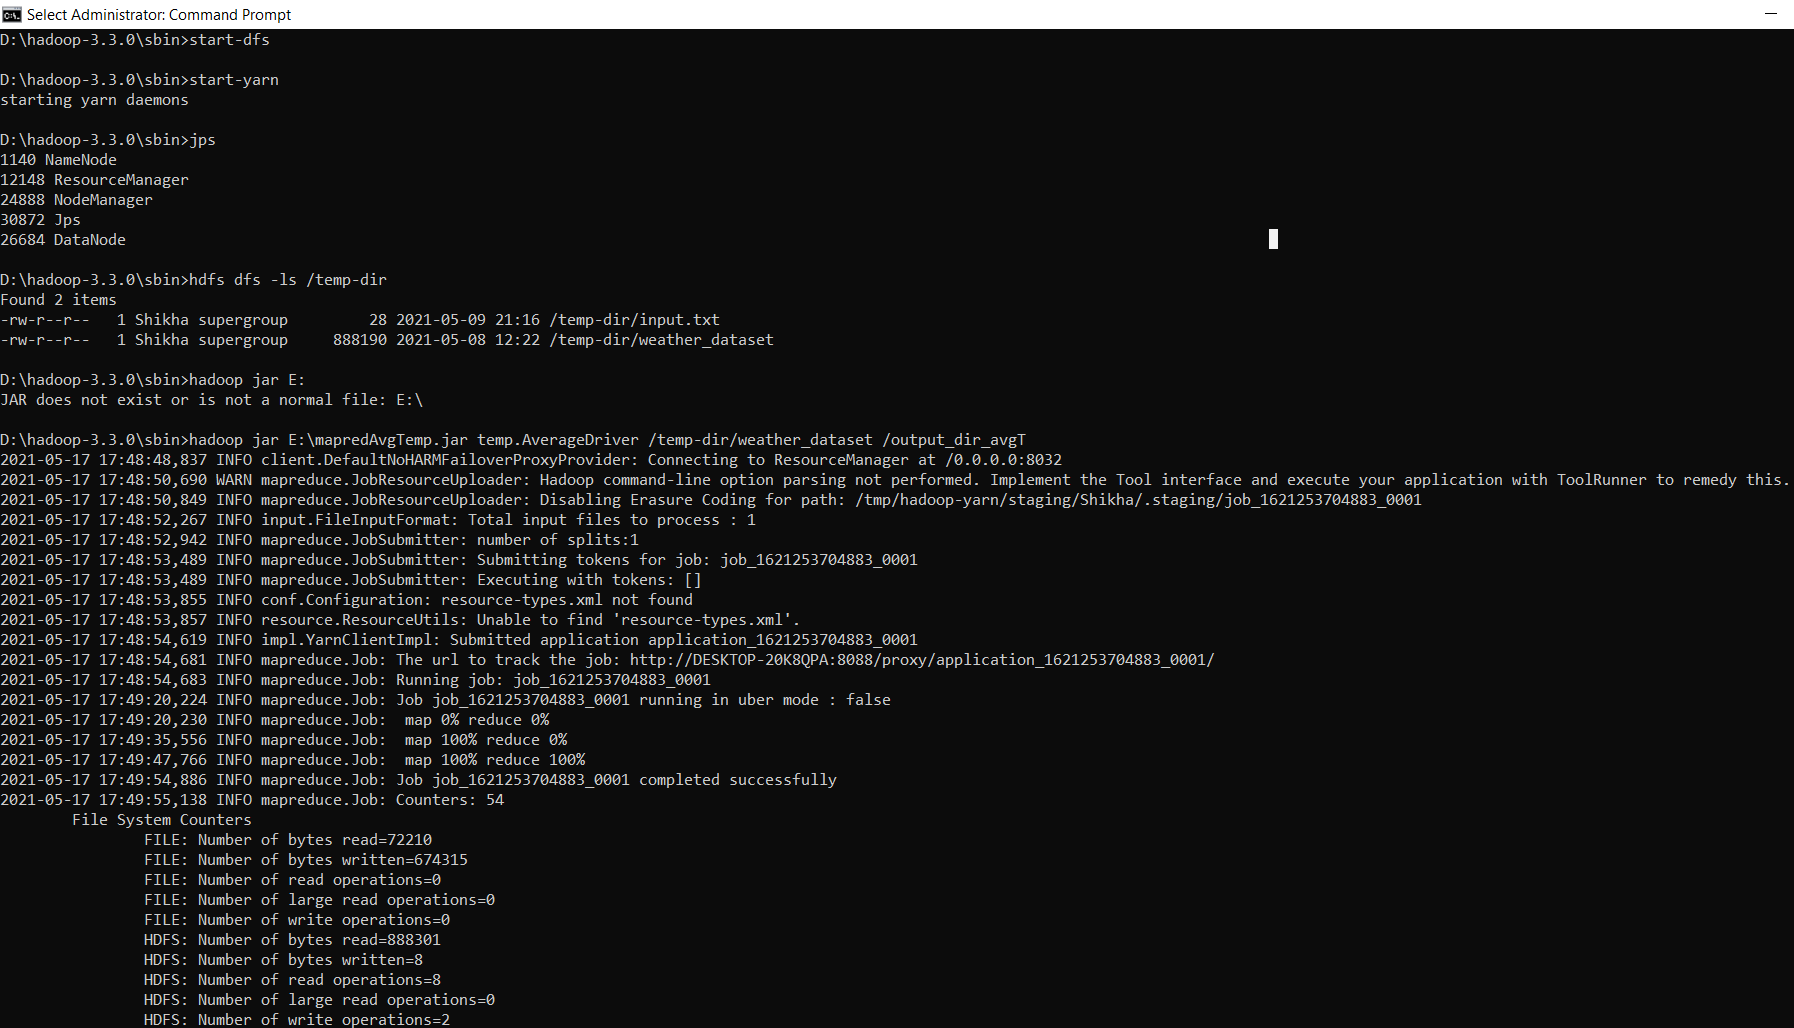 Select Administrator: Command Prompt
D:\hadoop-3.3.0\sbin>start-dfs
D:\hadoop-3.3.0\sbin>start-yarn
starting yarn daemons
D:\hadoop-3.3.0\sbin>jps
1140 NameNode
12148 ResourceManager
24888 NodeManager
30872 Jps
26684 DataNode
D:\hadoop-3.3.0\sbin>hdfs dfs -ls /temp-dir
Found 2 items
-rw-r--r--   1 Shikha supergroup         28 2021-05-09 21:16 /temp-dir/input.txt
-rw-r--r--   1 Shikha supergroup     888190 2021-05-08 12:22 /temp-dir/weather_dataset
D:\hadoop-3.3.0\sbin>hadoop jar E:
JAR does not exist or is not a normal file: E:\
D:\hadoop-3.3.0\sbin>hadoop jar E:\mapredAvgTemp.jar temp.AverageDriver /temp-dir/weather_dataset /output_dir_avgT
2021-05-17 17:48:48,837 INFO client.DefaultNoHARMFailoverProxyProvider: Connecting to ResourceManager at /0.0.0.0:8032
2021-05-17 17:48:50,690 WARN mapreduce.JobResourceUploader: Hadoop command-line option parsing not performed. Implement the Tool interface and execute your application with ToolRunner to remedy this.
2021-05-17 17:48:50,849 INFO mapreduce.JobResourceUploader: Disabling Erasure Coding for path: /tmp/hadoop-yarn/staging/Shikha/.staging/job_1621253704883_0001
2021-05-17 17:48:52,267 INFO input.FileInputFormat: Total input files to process : 1
2021-05-17 17:48:52,942 INFO mapreduce.JobSubmitter: number of splits:1
2021-05-17 17:48:53,489 INFO mapreduce.JobSubmitter: Submitting tokens for job: job_1621253704883_0001
2021-05-17 17:48:53,489 INFO mapreduce.JobSubmitter: Executing with tokens: []
2021-05-17 17:48:53,855 INFO conf.Configuration: resource-types.xml not found
2021-05-17 17:48:53,857 INFO resource.ResourceUtils: Unable to find 'resource-types.xml'.
2021-05-17 17:48:54,619 INFO impl.YarnClientImpl: Submitted application application_1621253704883_0001
2021-05-17 17:48:54,681 INFO mapreduce.Job: The url to track the job: http://DESKTOP-20K8QPA:8088/proxy/application_1621253704883_0001/
2021-05-17 17:48:54,683 INFO mapreduce.Job: Running job: job_1621253704883_0001
2021-05-17 17:49:20,224 INFO mapreduce.Job: Job job_1621253704883_0001 running in uber mode : false
2021-05-17 17:49:20,230 INFO mapreduce.Job:  map 0% reduce 0%
2021-05-17 17:49:35,556 INFO mapreduce.Job:  map 100% reduce 0%
2021-05-17 17:49:47,766 INFO mapreduce.Job:  map 100% reduce 100%
2021-05-17 17:49:54,886 INFO mapreduce.Job: Job job_1621253704883_0001 completed successfully
2021-05-17 17:49:55,138 INFO mapreduce.Job: Counters: 54
File System Counters
FILE: Number of bytes read=72210
FILE: Number of bytes written=674315
FILE: Number of read operations=0
FILE: Number of large read operations=0
FILE: Number of write operations=0
HDFS: Number of bytes read=888301
HDFS: Number of bytes written=8
HDFS: Number of read operations=8
HDFS: Number of large read operations=0
HDFS: Number of write operations=2